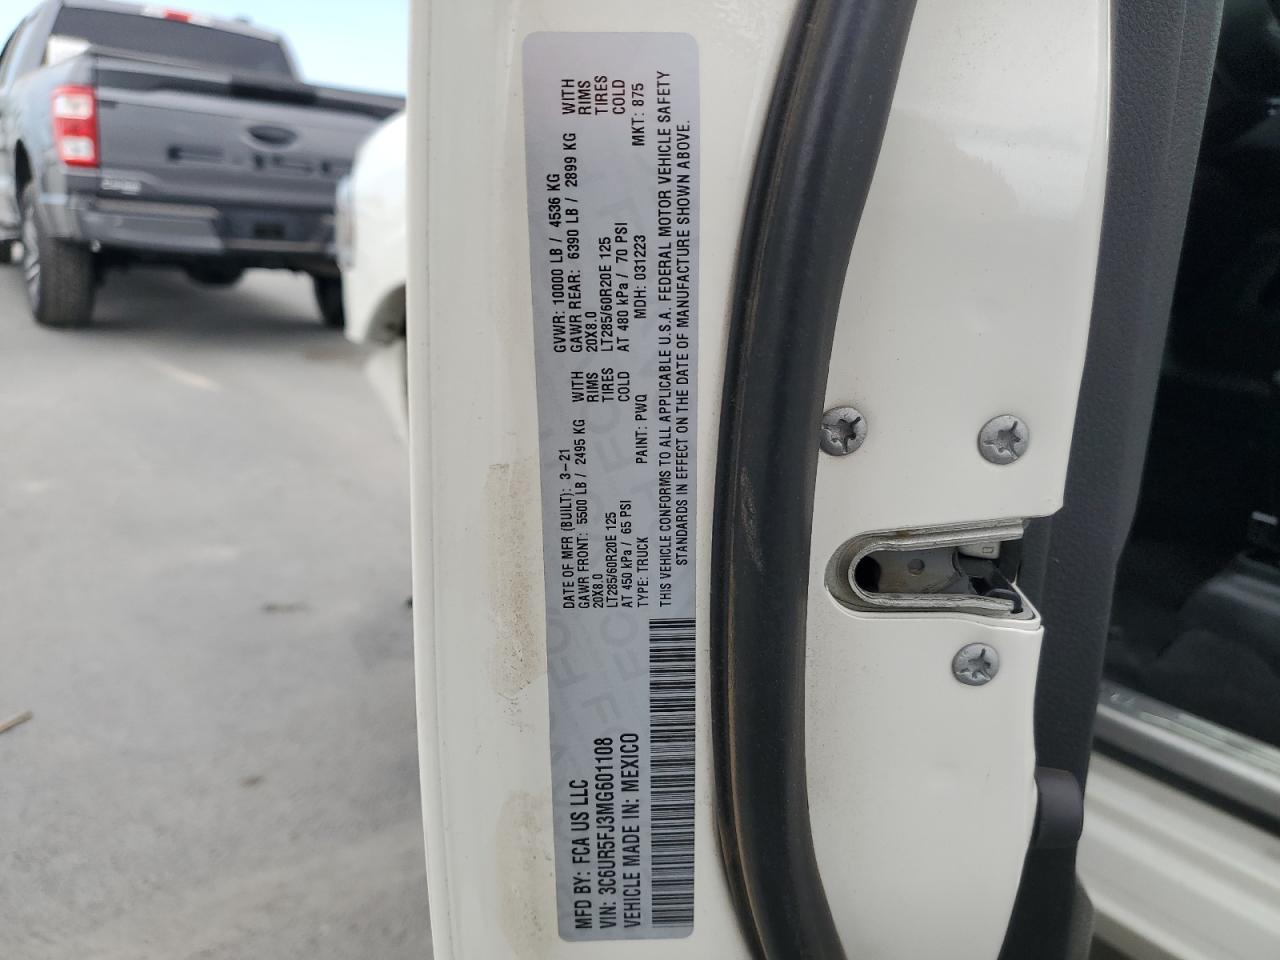 MFD BY: FCA US LLC
VIN: 3C6UR5FJ3MG601108
VEHICLE MADE IN: MEXICO
DATE OF MFR (BUILT): 3-21
GAWR FRONT: 5500 LB / 2495 KG WITH
20X8.0 RIMS
LT285/60R20E 125 TIRES
AT 450 kPa / 65 PSI COLD
TYPE: TRUCK PAINT: PWQ
GVWR: 10000 LB / 4536 KG
GAWR REAR: 6390 LB / 2899 KG WITH
20X8.0 RIMS
LT285/60R20E 125 TIRES
AT 480 kPa / 70 PSI COLD
MDH: 031223 MKT: 875
THIS VEHICLE CONFORMS TO ALL APPLICABLE U.S.A. FEDERAL MOTOR VEHICLE SAFETY
STANDARDS IN EFFECT ON THE DATE OF MANUFACTURE SHOWN ABOVE.
F-150